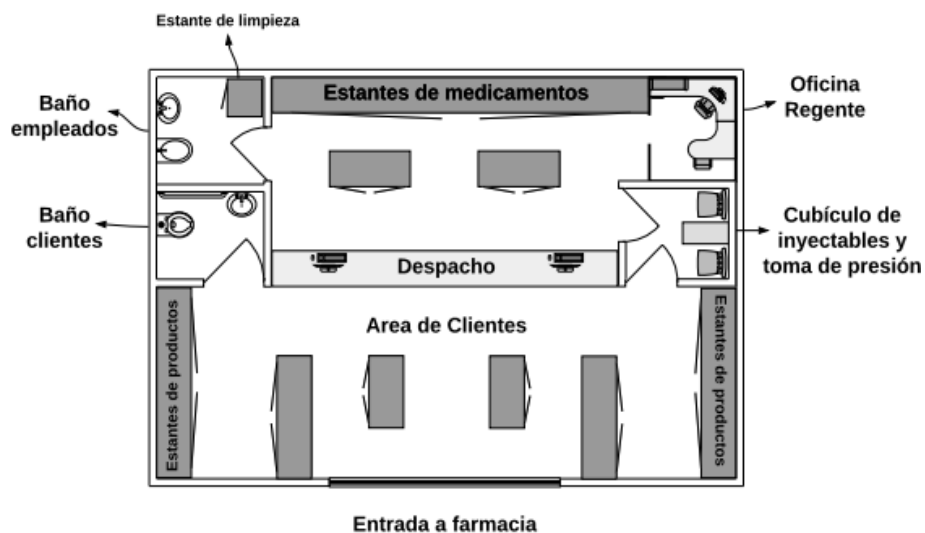 Estante de limpieza
Estantes de medicamentos
Oficina
Regente
Baño
empleados
Baño
clientes
Cubículo de
inyectables y
toma de presión
Despacho
Area de Clientes
Estantes de productos
Estantes de productos
Entrada a farmacia